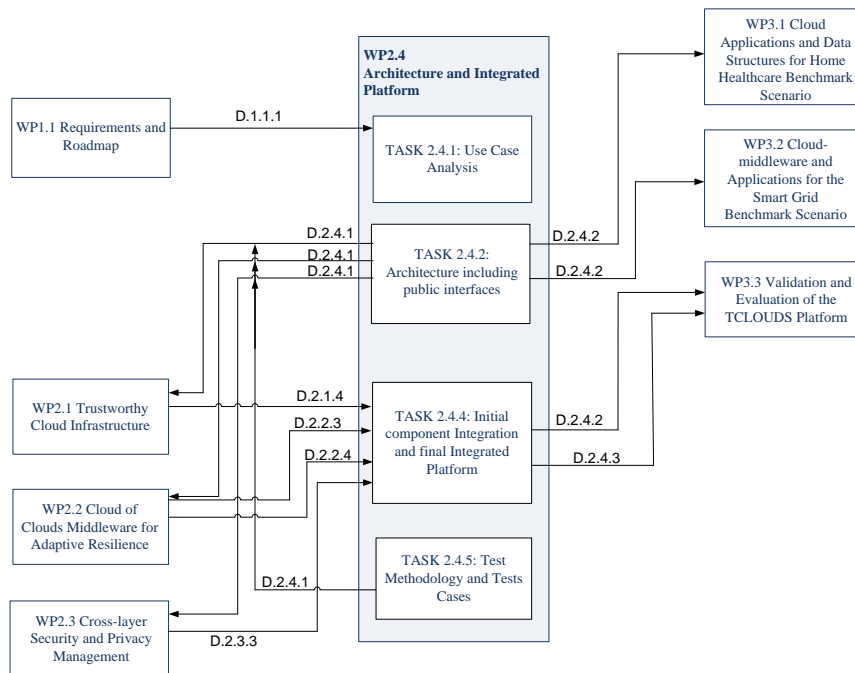 WP2.4
Architecture and Integrated
Platform
WP3.1 Cloud
Applications and Data
Structures for Home
Healthcare Benchmark
Scenario
WP1.1 Requirements and
Roadmap
D.1.1.1
TASK 2.4.1: Use Case
Analysis
WP3.2 Cloud-
middleware and
Applications for the
Smart Grid
Benchmark Scenario
D.2.4.1
D.2.4.1
D.2.4.1
TASK 2.4.2:
Architecture including
public interfaces
D.2.4.2
D.2.4.2
WP3.3 Validation and
Evaluation of the
TCLOUDS Platform
WP2.1 Trustworthy
Cloud Infrastructure
D.2.1.4
D.2.2.3
D.2.2.4
TASK 2.4.4: Initial
component Integration
and final Integrated
Platform
D.2.4.2
D.2.4.3
WP2.2 Cloud of
Clouds Middleware for
Adaptive Resilience
TASK 2.4.5: Test
Methodology and Tests
Cases
D.2.4.1
WP2.3 Cross-layer
Security and Privacy
Management
D.2.3.3